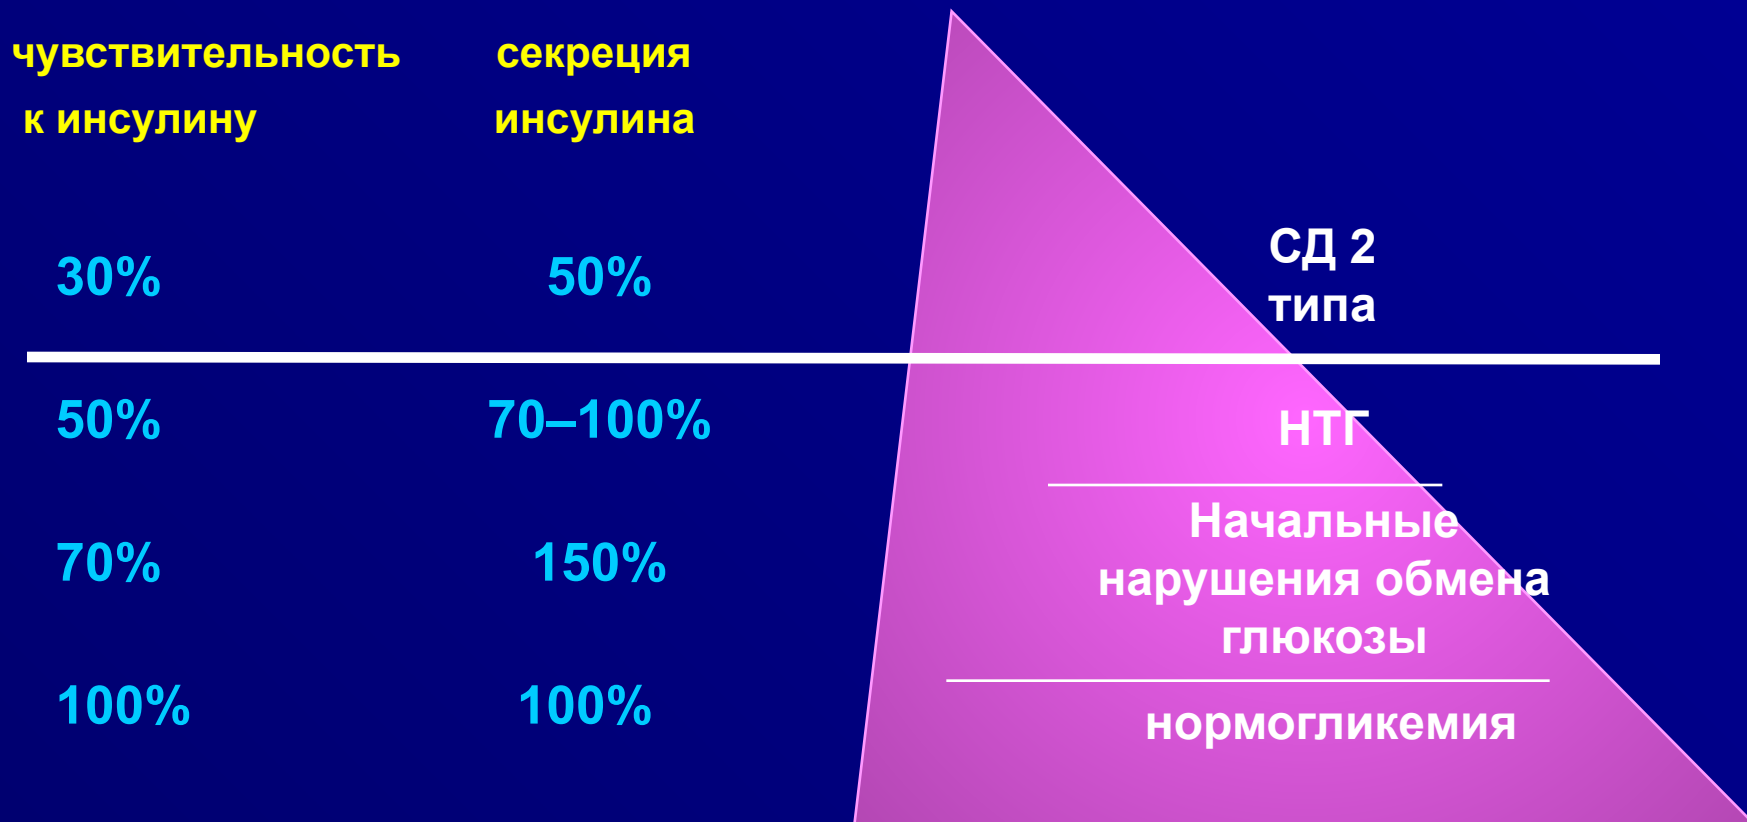 чувствительность секреция
к инсулину инсулина
30% 50% СД 2
типа
50% 70–100% НТГ
Начальные
70% 150% нарушения обмена
глюкозы
100% 100% нормогликемия